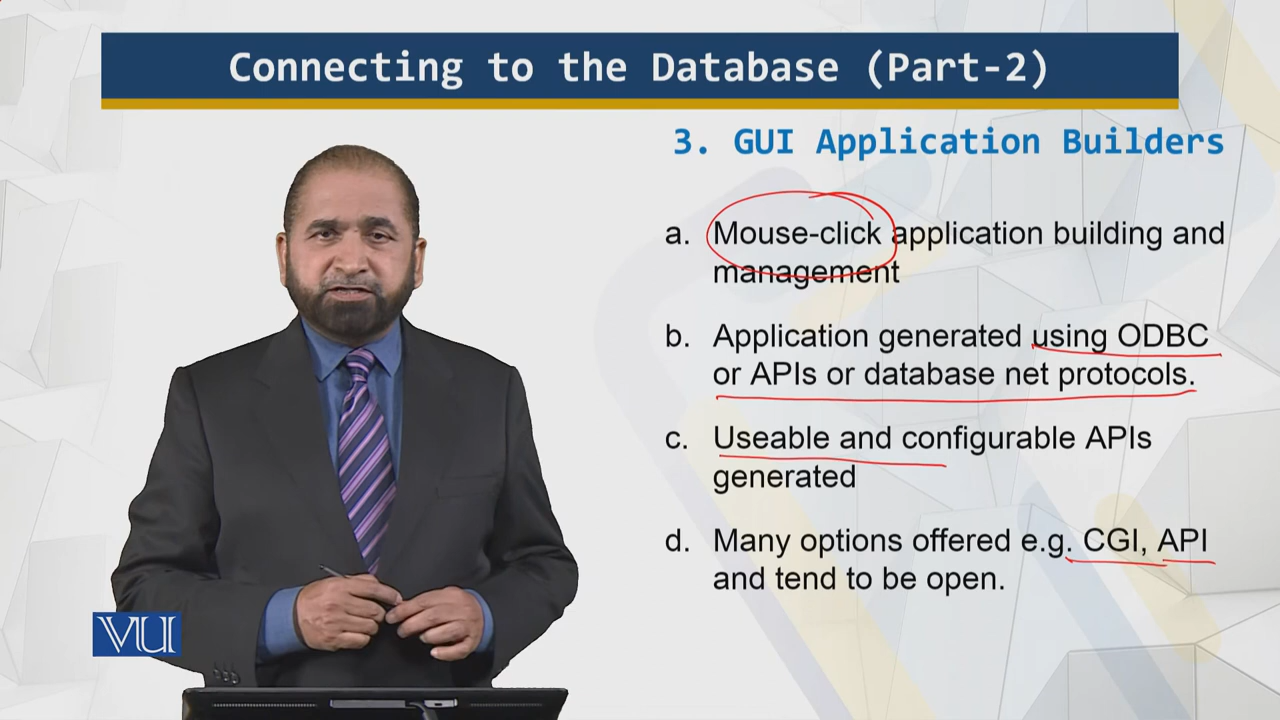 Connecting to the Database (Part-2)
3. GUI Application Builders
a. Mouse-click application building and
management
b. Application generated using ODBC
or APIs or database net protocols.
c. Useable and configurable APIs
generated
d. Many options offered e.g. CGI, API
and tend to be open.
VU